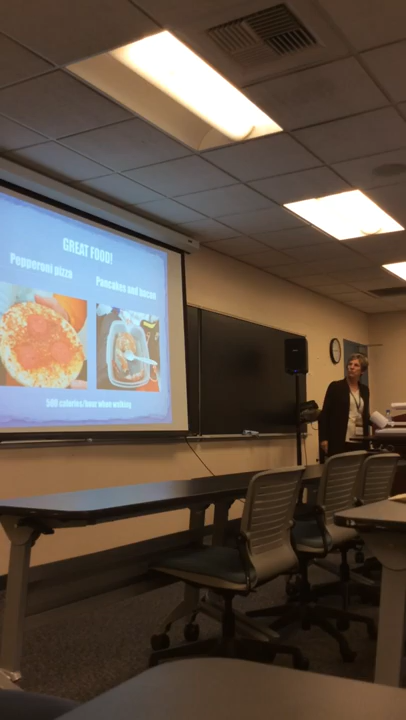 GREAT FOOD!
Pepperoni pizza
Pancakes and bacon
500 calories/hour when walking